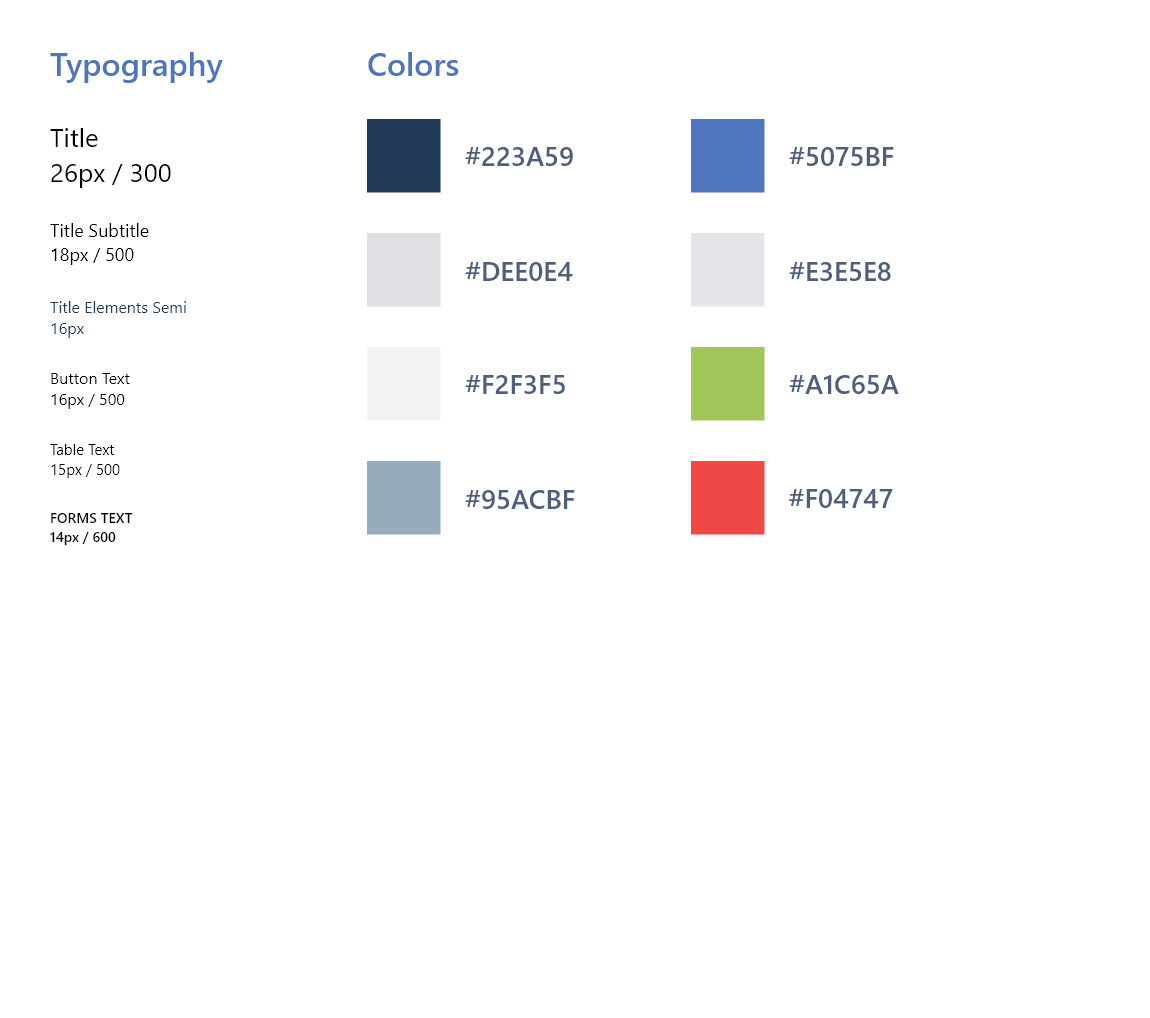 Typography
Title
26px / 300
Title Subtitle
18px / 500
Title Elements Semi
16px
Button Text
16px / 500
Table Text
15px / 500
FORMS TEXT
14px / 600
Colors
#223A59
#5075BF
#DEE0E4
#E3E5E8
#F2F3F5
#A1C65A
#95ACBF
#F04747